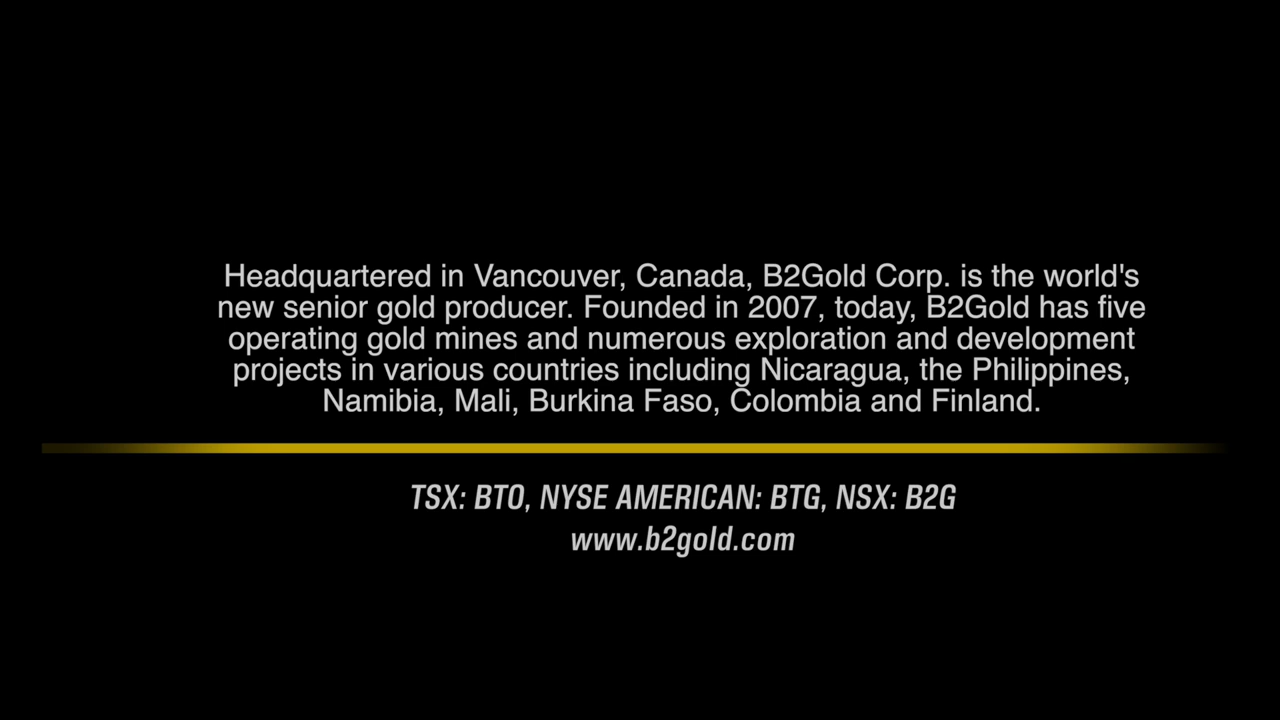 Headquartered in Vancouver, Canada, B2Gold Corp. is the world's
new senior gold producer. Founded in 2007, today, B2Gold has five
operating gold mines and numerous exploration and development
projects in various countries including Nicaragua, the Philippines,
Namibia, Mali, Burkina Faso, Colombia and Finland.
TSX: BTO, NYSE AMERICAN: BTG, NSX: B2G
www.b2gold.com